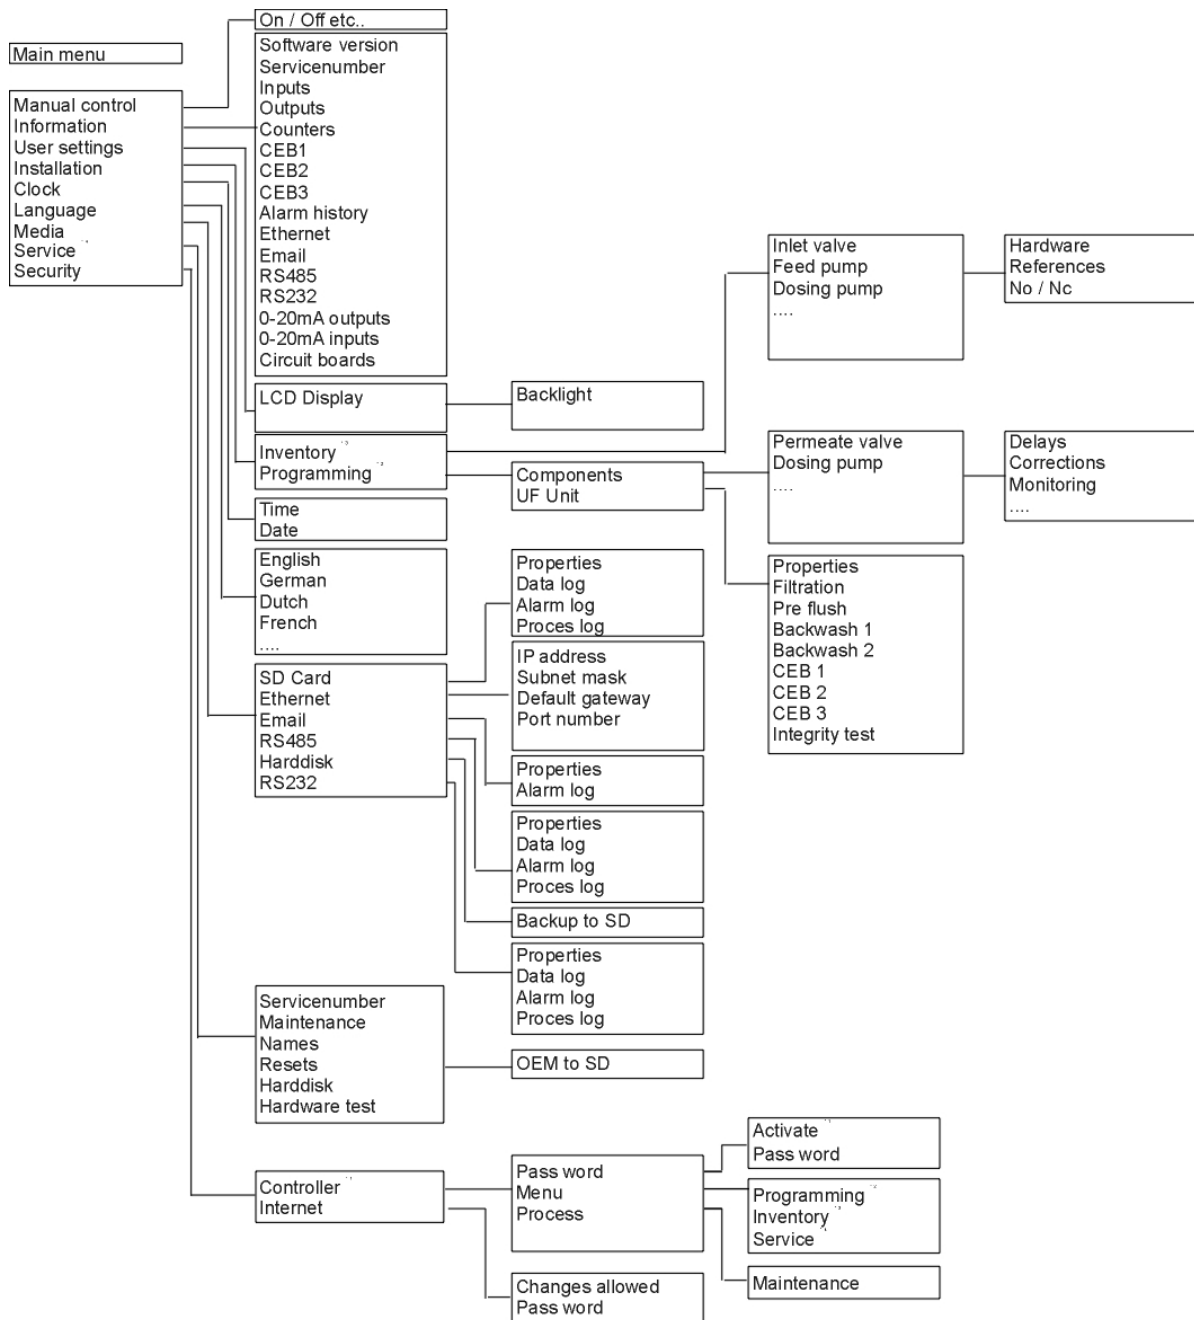 Main menu
Manual control
Information
User settings
Installation
Clock
Language
Media
Service
Security
On / Off etc..
Software version
Servicenumber
Inputs
Outputs
Counters
CEB1
CEB2
CEB3
Alarm history
Ethernet
Email
RS485
RS232
0-20mA outputs
0-20mA inputs
Circuit boards
LCD Display
Backlight
Inventory
Programming
Inlet valve
Feed pump
Dosing pump
....
Hardware
References
No / Nc
Components
UF Unit
Permeate valve
Dosing pump
....
Delays
Corrections
Monitoring
....
Properties
Filtration
Pre flush
Backwash 1
Backwash 2
CEB 1
CEB 2
CEB 3
Integrity test
Time
Date
English
German
Dutch
French
....
SD Card
Ethernet
Email
RS485
Harddisk
RS232
Properties
Data log
Alarm log
Proces log
IP address
Subnet mask
Default gateway
Port number
Properties
Alarm log
Properties
Data log
Alarm log
Proces log
Backup to SD
Properties
Data log
Alarm log
Proces log
Servicenumber
Maintenance
Names
Resets
Harddisk
Hardware test
OEM to SD
Controller
Internet
Pass word
Menu
Process
Activate
Pass word
Programming
Inventory
Service
Maintenance
Changes allowed
Pass word